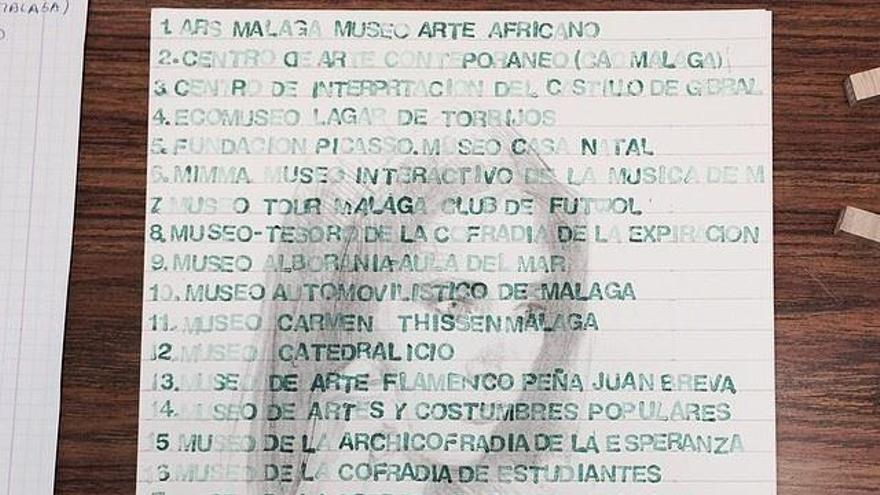 MALAGA)
1. ARS MALAGA MUSEO ARTE AFRICANO
2. CENTRO DE ARTE CONTEPORANEO (CAC MALAGA)
3. CENTRO DE INTERPRTACION DEL CASTILLO DE GIBRAL
4. ECOMUSEO LAGAR DE TORRIJOS
5. FUNDACION PICASSO. MUSEO CASA NATAL
6. MIMMA MUSEO INTERACTIVO DE LA MUSICA DE M
7 MUSEO TOUR MALAGA CLUB DE FUTBOL
8. MUSEO-TESORO DE LA COFRADIA DE LA EXPIRACION
9. MUSEO ALBORANIA-AULA DEL MAR
10. MUSEO AUTOMOVILISTICO DE MALAGA
11. MUSEO CARMEN THISSEN MALAGA
12. MUSEO CATEDRALICIO
13. MUSEO DE ARTE FLAMENCO PEÑA JUAN BREVA
14. MUSEO DE ARTES Y COSTUMBRES POPULARES
15 MUSEO DE LA ARCHICOFRADIA DE LA ESPERANZA
16 MUSEO DE LA COFRADIA DE ESTUDIANTES